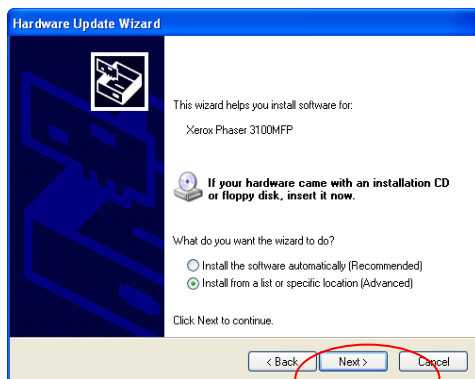 Hardware Update Wizard
This wizard helps you install software for:
Xerox Phaser 3100MFP
If your hardware came with an installation CD
or floppy disk, insert it now.
What do you want the wizard to do?
Install the software automatically (Recommended)
Install from a list or specific location (Advanced)
Click Next to continue.
< Back Next > Cancel